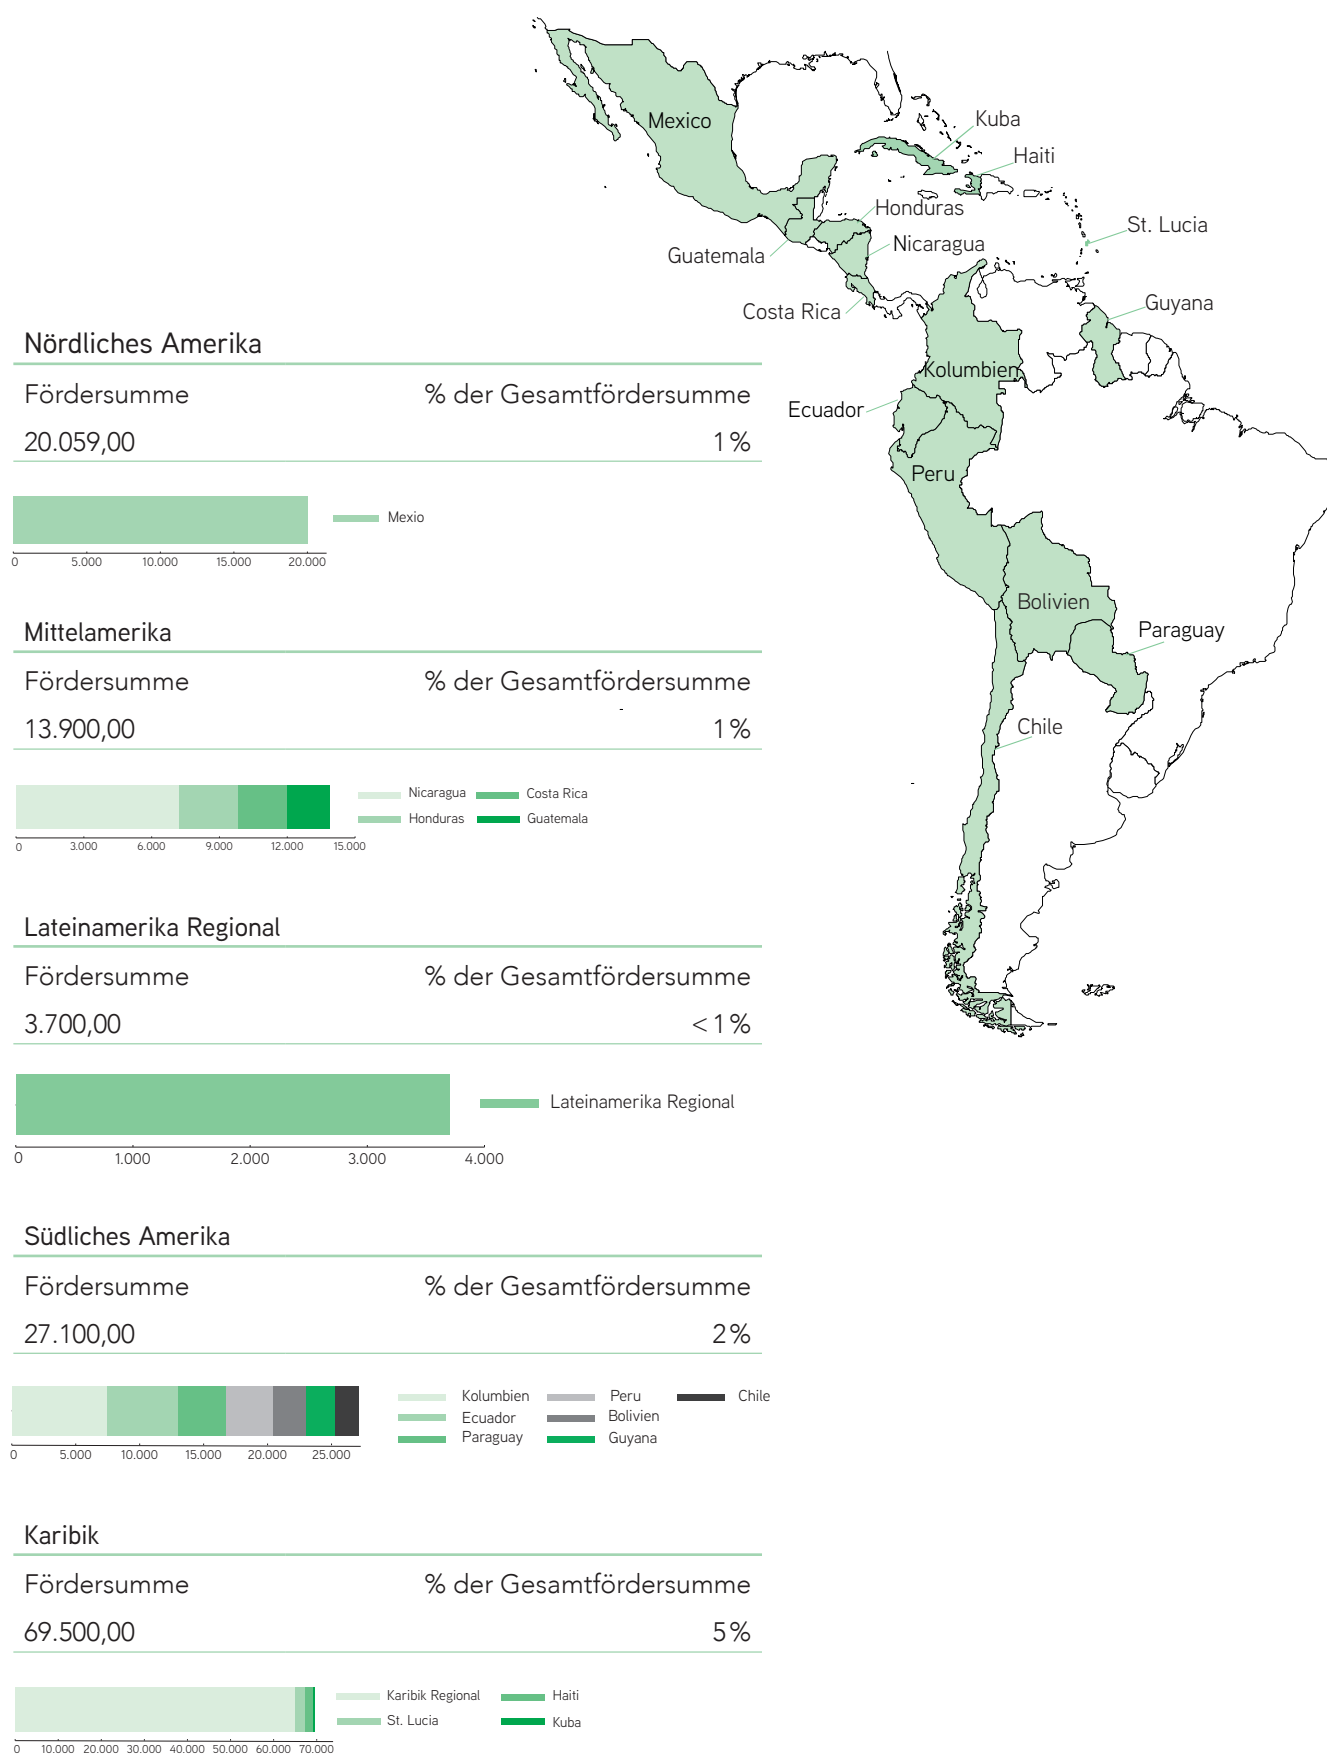 Mexico
Kuba
Haiti
Honduras
St. Lucia
Guatemala
Nicaragua
Costa Rica
Guyana
Kolumbien
Ecuador
Peru
Bolivien
Paraguay
Chile
Nördliches Amerika
Fördersumme % der Gesamtfördersumme
20.059,00 1 %
Mexio
0 5.000 10.000 15.000 20.000
Mittelamerika
Fördersumme % der Gesamtfördersumme
13.900,00 1 %
Nicaragua Costa Rica
Honduras Guatemala
0 3.000 6.000 9.000 12.000 15.000
Lateinamerika Regional
Fördersumme % der Gesamtfördersumme
3.700,00 < 1 %
Lateinamerika Regional
0 1.000 2.000 3.000 4.000
Südliches Amerika
Fördersumme % der Gesamtfördersumme
27.100,00 2 %
Kolumbien Peru Chile
Ecuador Bolivien
Paraguay Guyana
0 5.000 10.000 15.000 20.000 25.000
Karibik
Fördersumme % der Gesamtfördersumme
69.500,00 5 %
Karibik Regional Haiti
St. Lucia Kuba
0 10.000 20.000 30.000 40.000 50.000 60.000 70.000